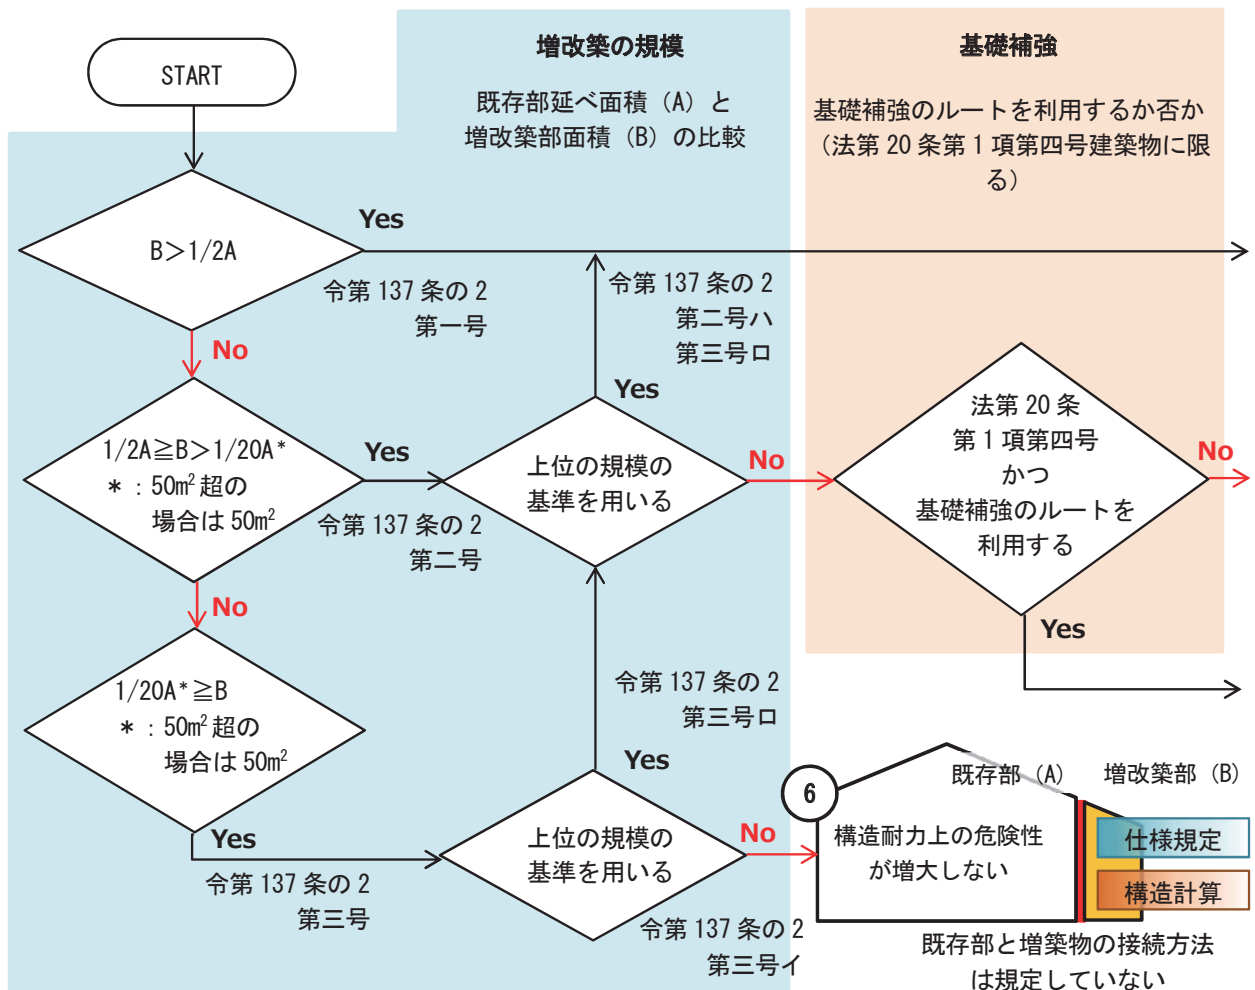 START
増改築の規模
既存部延べ面積（A）と
増改築部面積（B）の比較
基礎補強
基礎補強のルートを利用するか否か
（法第 20 条第 1 項第四号建築物に限
る）
B＞1/2A
Yes
令第 137 条の 2
第一号
No
令第 137 条の 2
第二号ハ
第三号ロ
1/2A≧B＞1/20A*
＊：50m²超の
場合は 50m²
Yes
令第 137 条の 2
第二号
No
Yes
上位の規模の
基準を用いる
No
法第 20 条
第 1 項第四号
かつ
基礎補強のルートを
利用する
No
Yes
1/20A*≧B
＊：50m²超の
場合は 50m²
Yes
令第 137 条の 2
第三号
令第 137 条の 2
第三号ロ
Yes
上位の規模の
基準を用いる
No
令第 137 条の 2
第三号イ
6
既存部（A）
増改築部（B）
構造耐力上の危険性
が増大しない
仕様規定
構造計算
既存部と増築物の接続方法
は規定していない